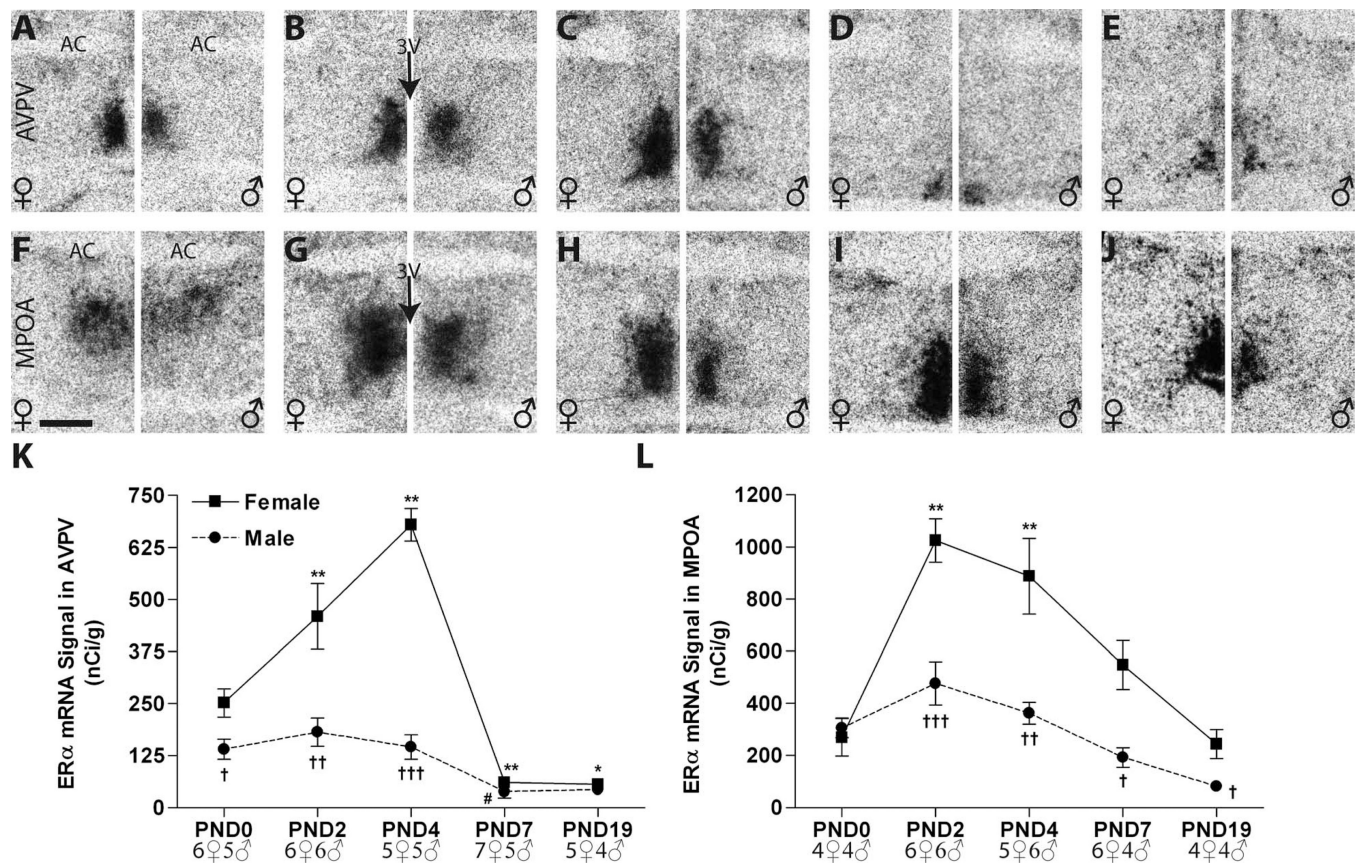 A B C D E
AC AC 3V
AVPV
♀ ♂ ♀ ♂ ♀ ♂ ♀ ♂ ♀ ♂
F G H I J
AC AC 3V
MPOA
♀ ♂ ♀ ♂ ♀ ♂ ♀ ♂ ♀ ♂
K
ERα mRNA Signal in AVPV
(nCi/g)
750
625
500
375
250
125
0
Female
Male
** ** ** *
† †† ††† #
PND0 PND2 PND4 PND7 PND19
6♀5♂ 6♀6♂ 5♀5♂ 7♀5♂ 5♀4♂
L
ERα mRNA Signal in MPOA
(nCi/g)
1200
1000
800
600
400
200
0
** **
††† †† † †
PND0 PND2 PND4 PND7 PND19
4♀4♂ 6♀6♂ 5♀6♂ 6♀4♂ 4♀4♂